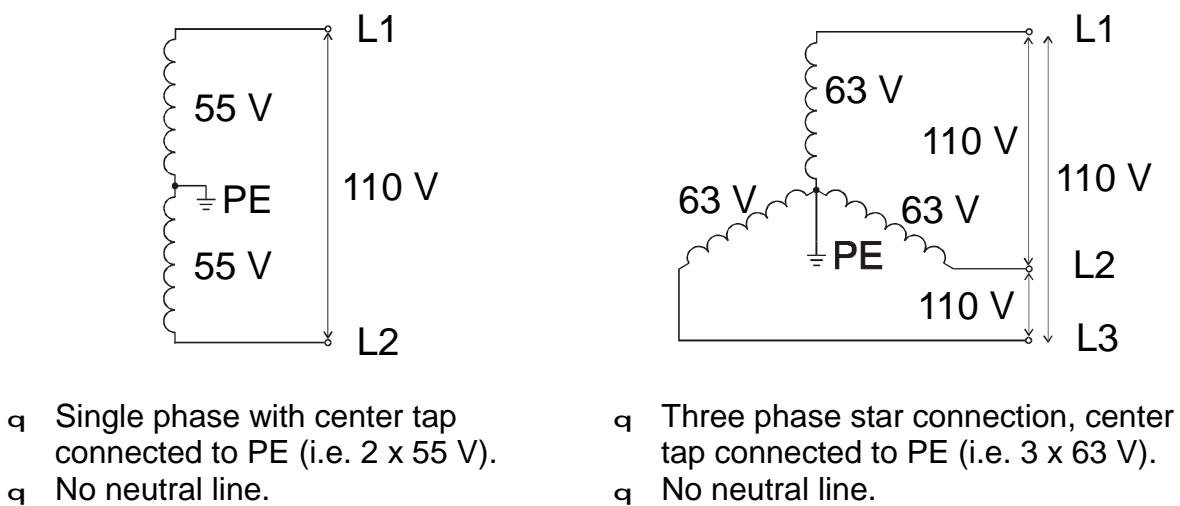 L1
55 V
110 V
PE
55 V
L2
L1
63 V
110 V
110 V
63 V
63 V
PE
L2
110 V
L3
q Single phase with center tap
connected to PE (i.e. 2 x 55 V).
q No neutral line.
q Three phase star connection, center
tap connected to PE (i.e. 3 x 63 V).
q No neutral line.